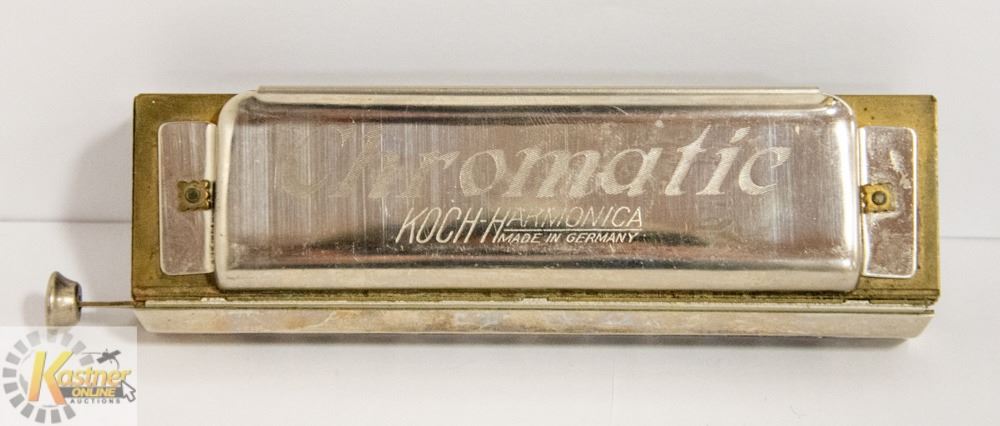 Chromatic
KOCH-HARMONICA
MADE IN GERMANY
Kastner
ONLINE
AUCTIONS